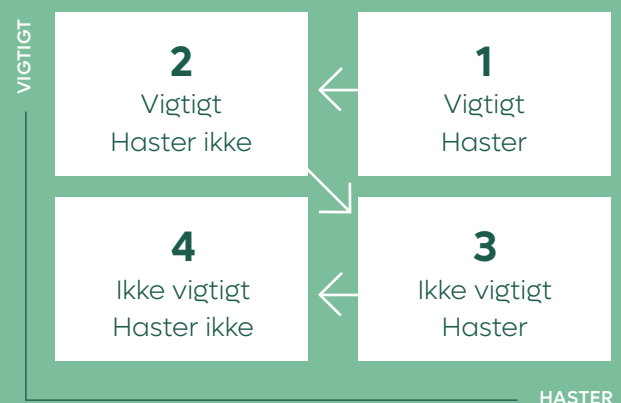 VIGTIGT
2
Vigtigt
Haster ikke
1
Vigtigt
Haster
4
Ikke vigtigt
Haster ikke
3
Ikke vigtigt
Haster
HASTER